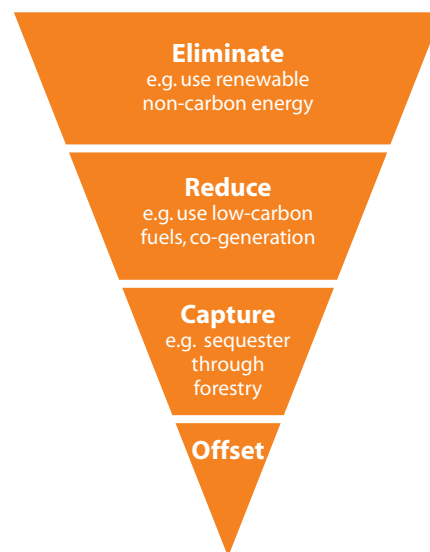 Eliminate
e.g. use renewable
non-carbon energy
Reduce
e.g. use low-carbon
fuels, co-generation
Capture
e.g. sequester
through
forestry
Offset